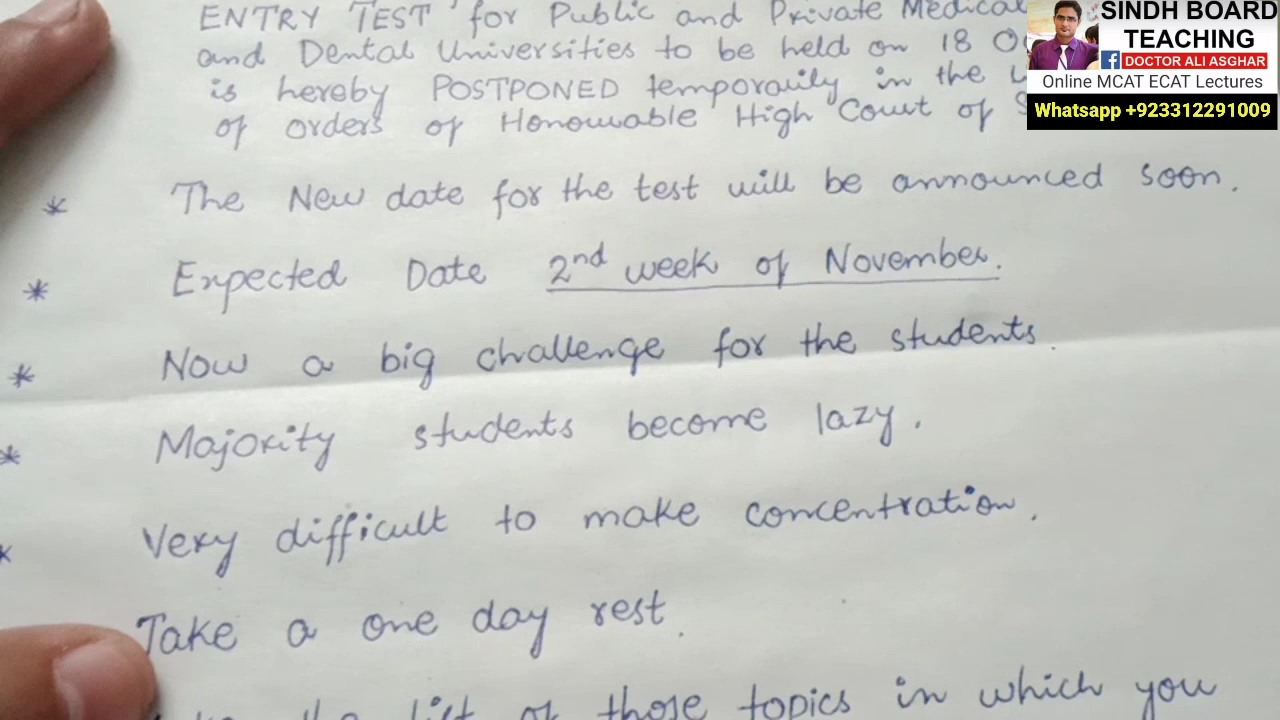 ENTRY TEST for Public and Private Medical
and Dental Universities to be held on 18
is hereby POSTPONED temporarily in the
of orders of Honourable High Court of
* The New date for the test will be announced soon.
* Expected Date 2nd week of November.
* Now a big challenge for the students.
* Majority students become lazy.
* Very difficult to make concentration.
Take a one day rest.
list of those topics in which you
SINDH BOARD
TEACHING
DOCTOR ALI ASGHAR
Online MCAT ECAT Lectures
Whatsapp +923312291009